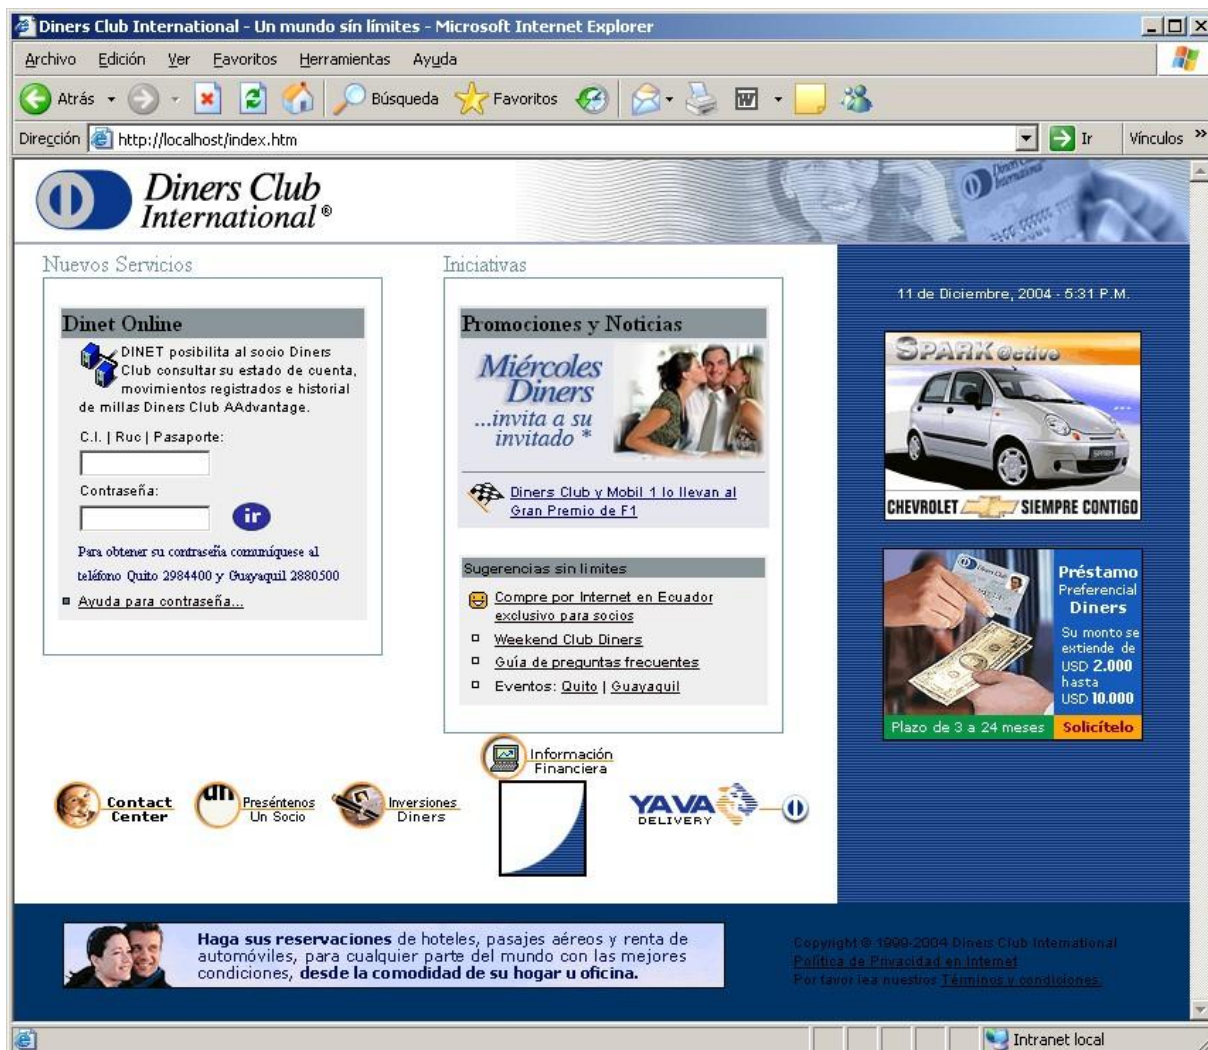 Diners Club International - Un mundo sín límites - Microsoft Internet Explorer
Archivo Edición Ver Favoritos Herramientas Ayuda
Atrás Búsqueda Favoritos
Dirección http://localhost/index.htm Ir Vínculos »
Diners Club
International®
Nuevos Servicios
Dinet Online
DINET posibilita al socio Diners
Club consultar su estado de cuenta,
movimientos registrados e historial
de millas Diners Club AAdvantage.
C.I. | Ruc | Pasaporte:
Contraseña:
ir
Para obtener su contraseña comuníquese al
teléfono Quito 2984400 y Guayaquil 2880500
Ayuda para contraseña...
Iniciativas
Promociones y Noticias
Miércoles
Diners
...invita a su
invitado *
Diners Club y Mobil 1 lo llevan al
Gran Premio de F1
Sugerencias sin limites
Compre por Internet en Ecuador
exclusivo para socios
Weekend Club Diners
Guía de preguntas frecuentes
Eventos: Quito | Guayaquil
11 de Diciembre, 2004 - 5:31 P.M.
SPARK @ctivo
CHEVROLET SIEMPRE CONTIGO
Préstamo
Preferencial
Diners
Su monto se
extiende de
USD 2.000
hasta
USD 10.000
Plazo de 3 a 24 meses Solicítelo
Información
Financiera
Contact
Center
Preséntenos
Un Socio
Inversiones
Diners
YAVA
DELIVERY
Haga sus reservaciones de hoteles, pasajes aéreos y renta de
automóviles, para cualquier parte del mundo con las mejores
condiciones, desde la comodidad de su hogar u oficina.
Copyright © 1999-2004 Diners Club International
Política de Privacidad en Internet
Por favor lea nuestros Términos y condiciones.
Intranet local